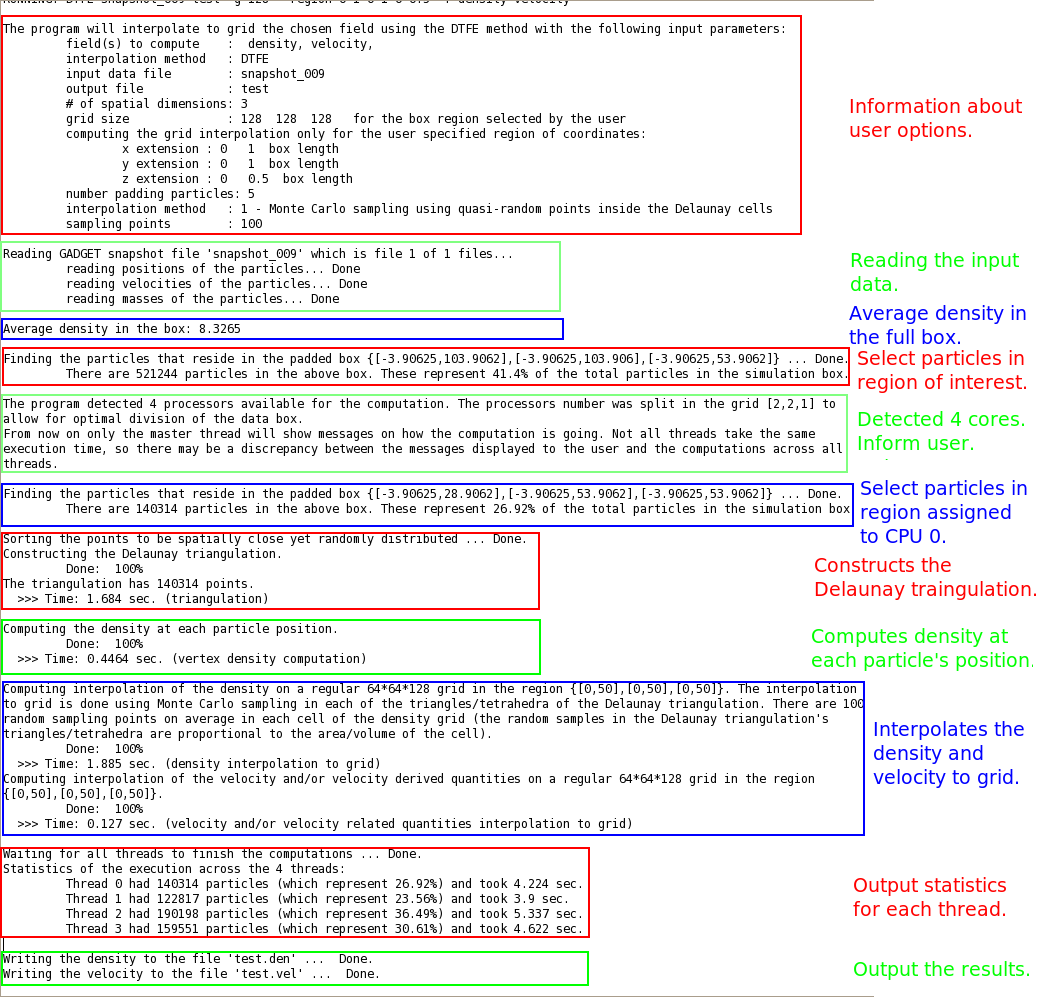 The program will interpolate to grid the chosen field using the DTFE method with the following input parameters:
field(s) to compute    :  density, velocity,
interpolation method   : DTFE
input data file        : snapshot_009
output file            : test
# of spatial dimensions: 3
grid size              : 128  128  128   for the box region selected by the user
computing the grid interpolation only for the user specified region of coordinates:
x extension : 0   1  box length
y extension : 0   1  box length
z extension : 0   0.5  box length
number padding particles: 5
interpolation method   : 1 - Monte Carlo sampling using quasi-random points inside the Delaunay cells
sampling points        : 100
Information about
user options.
Reading GADGET snapshot file 'snapshot_009' which is file 1 of 1 files...
reading positions of the particles... Done
reading velocities of the particles... Done
reading masses of the particles... Done
Reading the input
data.
Average density in the box: 8.3265
Average density in
the full box.
Finding the particles that reside in the padded box {[-3.90625,103.9062],[-3.90625,103.906],[-3.90625,53.9062]} ... Done.
There are 521244 particles in the above box. These represent 41.4% of the total particles in the simulation box.
Select particles in
region of interest.
The program detected 4 processors available for the computation. The processors number was split in the grid [2,2,1] to
allow for optimal division of the data box.
From now on only the master thread will show messages on how the computation is going. Not all threads take the same
execution time, so there may be a discrepancy between the messages displayed to the user and the computations across all
threads.
Detected 4 cores.
Inform user.
Finding the particles that reside in the padded box {[-3.90625,28.9062],[-3.90625,53.9062],[-3.90625,53.9062]} ... Done.
There are 140314 particles in the above box. These represent 26.92% of the total particles in the simulation box
Select particles in
region assigned
to CPU 0.
Sorting the points to be spatially close yet randomly distributed ... Done.
Constructing the Delaunay triangulation.
Done:  100%
The triangulation has 140314 points.
>>> Time: 1.684 sec. (triangulation)
Constructs the
Delaunay traingulation.
Computing the density at each particle position.
Done:  100%
>>> Time: 0.4464 sec. (vertex density computation)
Computes density at
each particle's position.
Computing interpolation of the density on a regular 64*64*128 grid in the region {[0,50],[0,50],[0,50]}. The interpolation
to grid is done using Monte Carlo sampling in each of the triangles/tetrahedra of the Delaunay triangulation. There are 100
random sampling points on average in each cell of the density grid (the random samples in the Delaunay triangulation's
triangles/tetrahedra are proportional to the area/volume of the cell).
Done:  100%
>>> Time: 1.885 sec. (density interpolation to grid)
Computing interpolation of the velocity and/or velocity derived quantities on a regular 64*64*128 grid in the region
{[0,50],[0,50],[0,50]}.
Done:  100%
>>> Time: 0.127 sec. (velocity and/or velocity related quantities interpolation to grid)
Interpolates the
density and
velocity to grid.
Waiting for all threads to finish the computations ... Done.
Statistics of the execution across the 4 threads:
Thread 0 had 140314 particles (which represent 26.92%) and took 4.224 sec.
Thread 1 had 122817 particles (which represent 23.56%) and took 3.9 sec.
Thread 2 had 190198 particles (which represent 36.49%) and took 5.337 sec.
Thread 3 had 159551 particles (which represent 30.61%) and took 4.622 sec.
Output statistics
for each thread.
Writing the density to the file 'test.den' ...  Done.
Writing the velocity to the file 'test.vel' ...  Done.
Output the results.